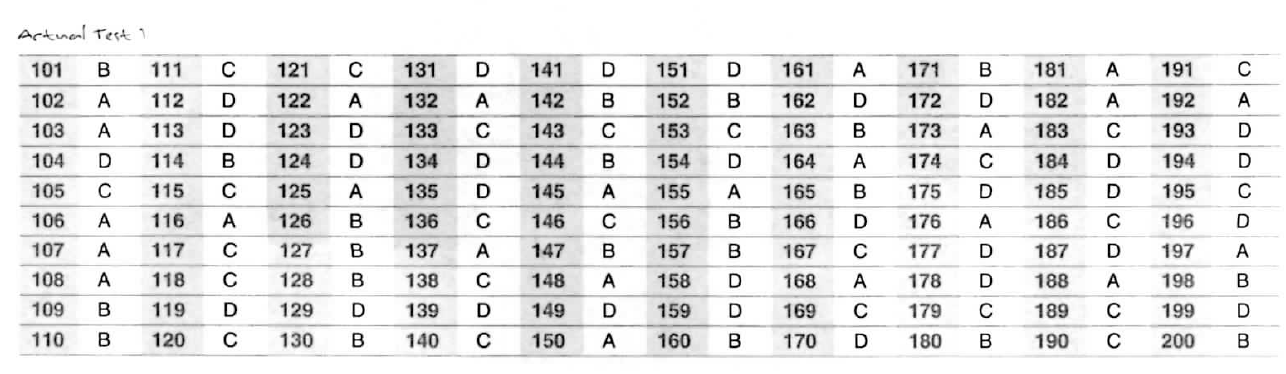 Actual Test 1
101 B 111 C 121 C 131 D 141 D 151 D 161 A 171 B 181 A 191 C
102 A 112 D 122 A 132 A 142 B 152 B 162 D 172 D 182 A 192 A
103 A 113 D 123 D 133 C 143 C 153 C 163 B 173 A 183 C 193 D
104 D 114 B 124 D 134 D 144 B 154 D 164 A 174 C 184 D 194 D
105 C 115 C 125 A 135 D 145 A 155 A 165 B 175 D 185 D 195 C
106 A 116 A 126 B 136 C 146 C 156 B 166 D 176 A 186 C 196 D
107 A 117 C 127 B 137 A 147 B 157 B 167 C 177 D 187 D 197 A
108 A 118 C 128 B 138 C 148 A 158 D 168 A 178 D 188 A 198 B
109 B 119 D 129 D 139 D 149 D 159 D 169 C 179 C 189 C 199 D
110 B 120 C 130 B 140 C 150 A 160 B 170 D 180 B 190 C 200 B